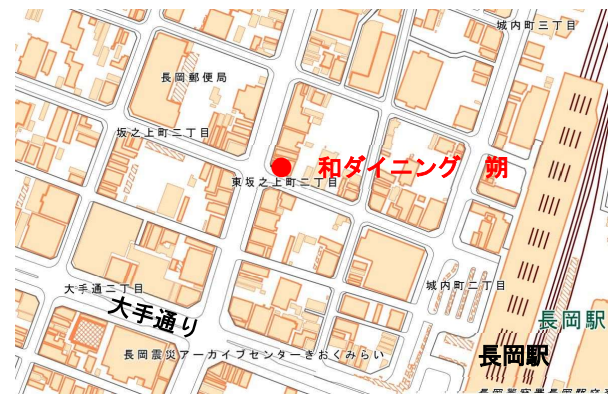 城内町三丁目
長岡郵便局
坂之上町二丁目
和ダイニング 朔
東坂之上町二丁目
大手通二丁目
城内町二丁目
大手通り
長岡駅
長岡震災アーカイブセンターきおくみらい
長岡駅